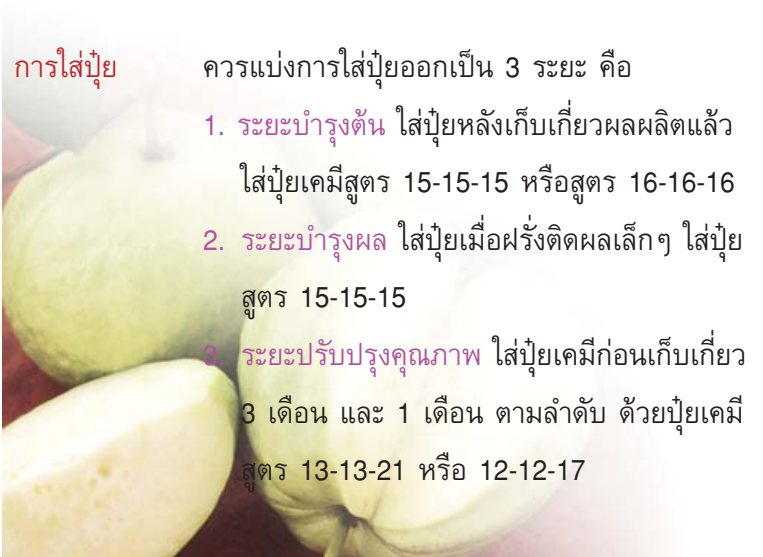 การใส่ปุ๋ย ควรแบ่งการใส่ปุ๋ยออกเป็น 3 ระยะ คือ
1. ระยะบำรุงต้น ใส่ปุ๋ยหลังเก็บเกี่ยวผลผลิตแล้ว
ใส่ปุ๋ยเคมีสูตร 15-15-15 หรือสูตร 16-16-16
2. ระยะบำรุงผล ใส่ปุ๋ยเมื่อฝรั่งติดผลเล็กๆ ใส่ปุ๋ย
สูตร 15-15-15
3. ระยะปรับปรุงคุณภาพ ใส่ปุ๋ยเคมีก่อนเก็บเกี่ยว
3 เดือน และ 1 เดือน ตามลำดับ ด้วยปุ๋ยเคมี
สูตร 13-13-21 หรือ 12-12-17